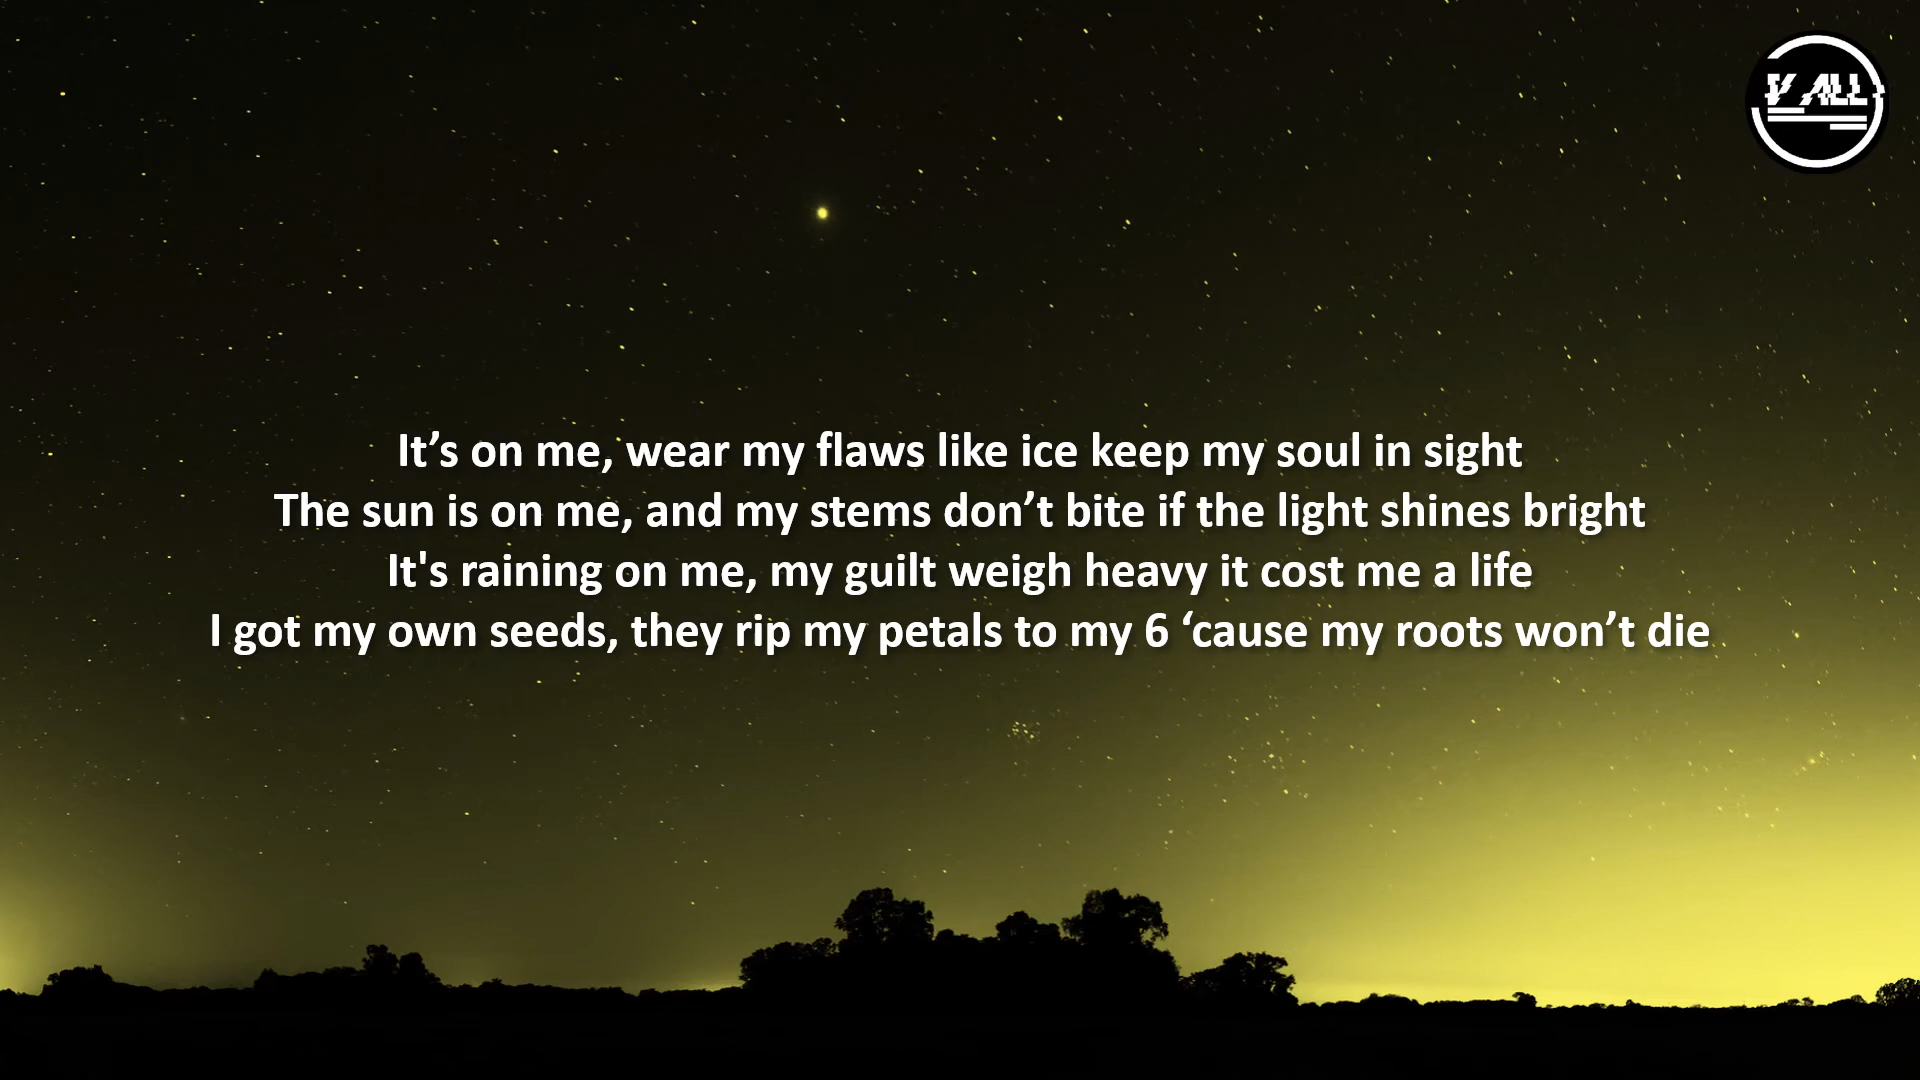 V ALL
It’s on me, wear my flaws like ice keep my soul in sight
The sun is on me, and my stems don’t bite if the light shines bright
It's raining on me, my guilt weigh heavy it cost me a life
I got my own seeds, they rip my petals to my 6 ‘cause my roots won’t die